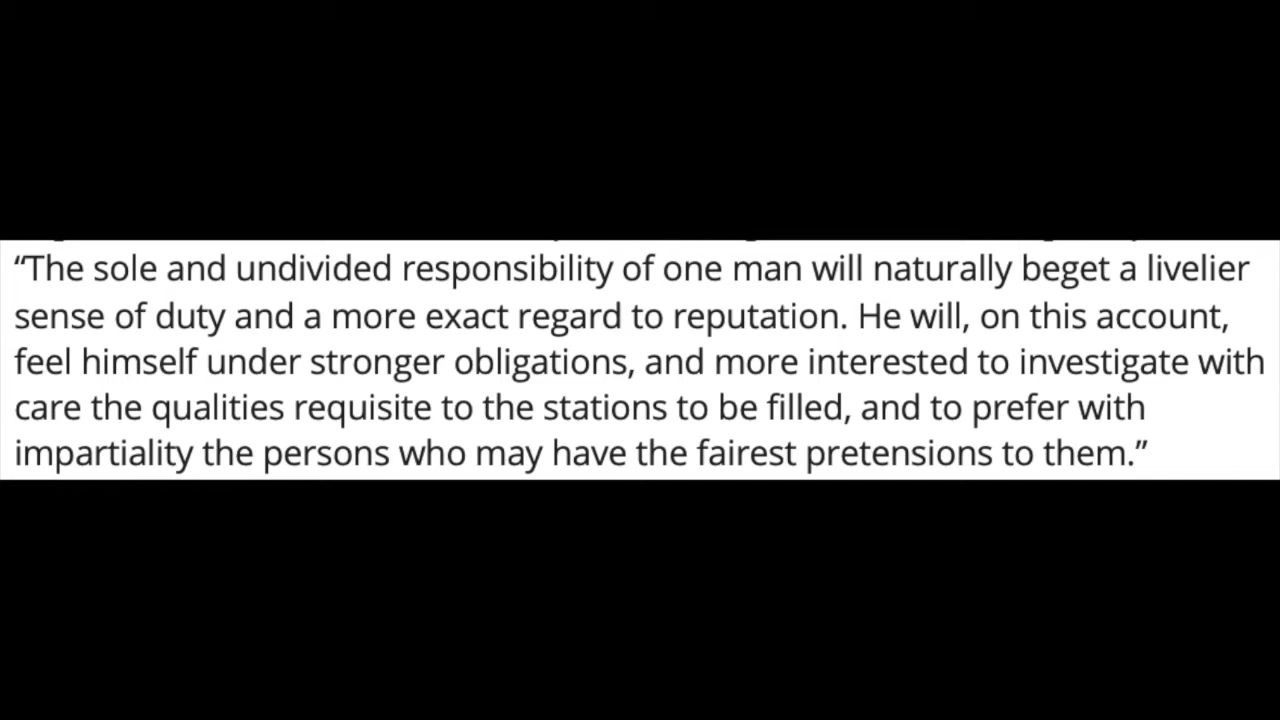 “The sole and undivided responsibility of one man will naturally beget a livelier
sense of duty and a more exact regard to reputation. He will, on this account,
feel himself under stronger obligations, and more interested to investigate with
care the qualities requisite to the stations to be filled, and to prefer with
impartiality the persons who may have the fairest pretensions to them.”